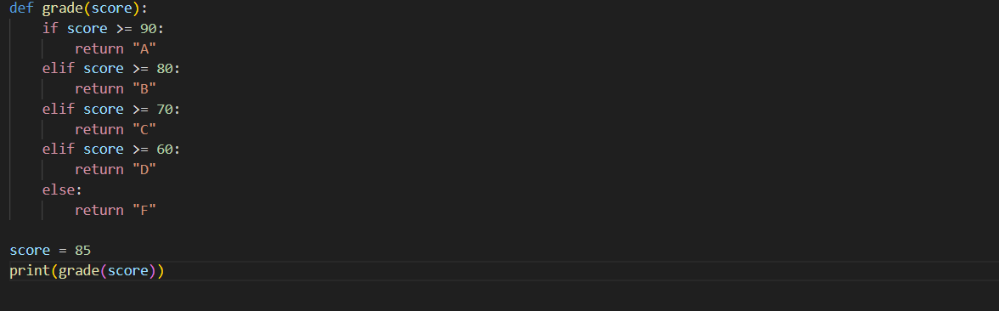 def grade(score):
    if score >= 90:
        return "A"
    elif score >= 80:
        return "B"
    elif score >= 70:
        return "C"
    elif score >= 60:
        return "D"
    else:
        return "F"

score = 85
print(grade(score))